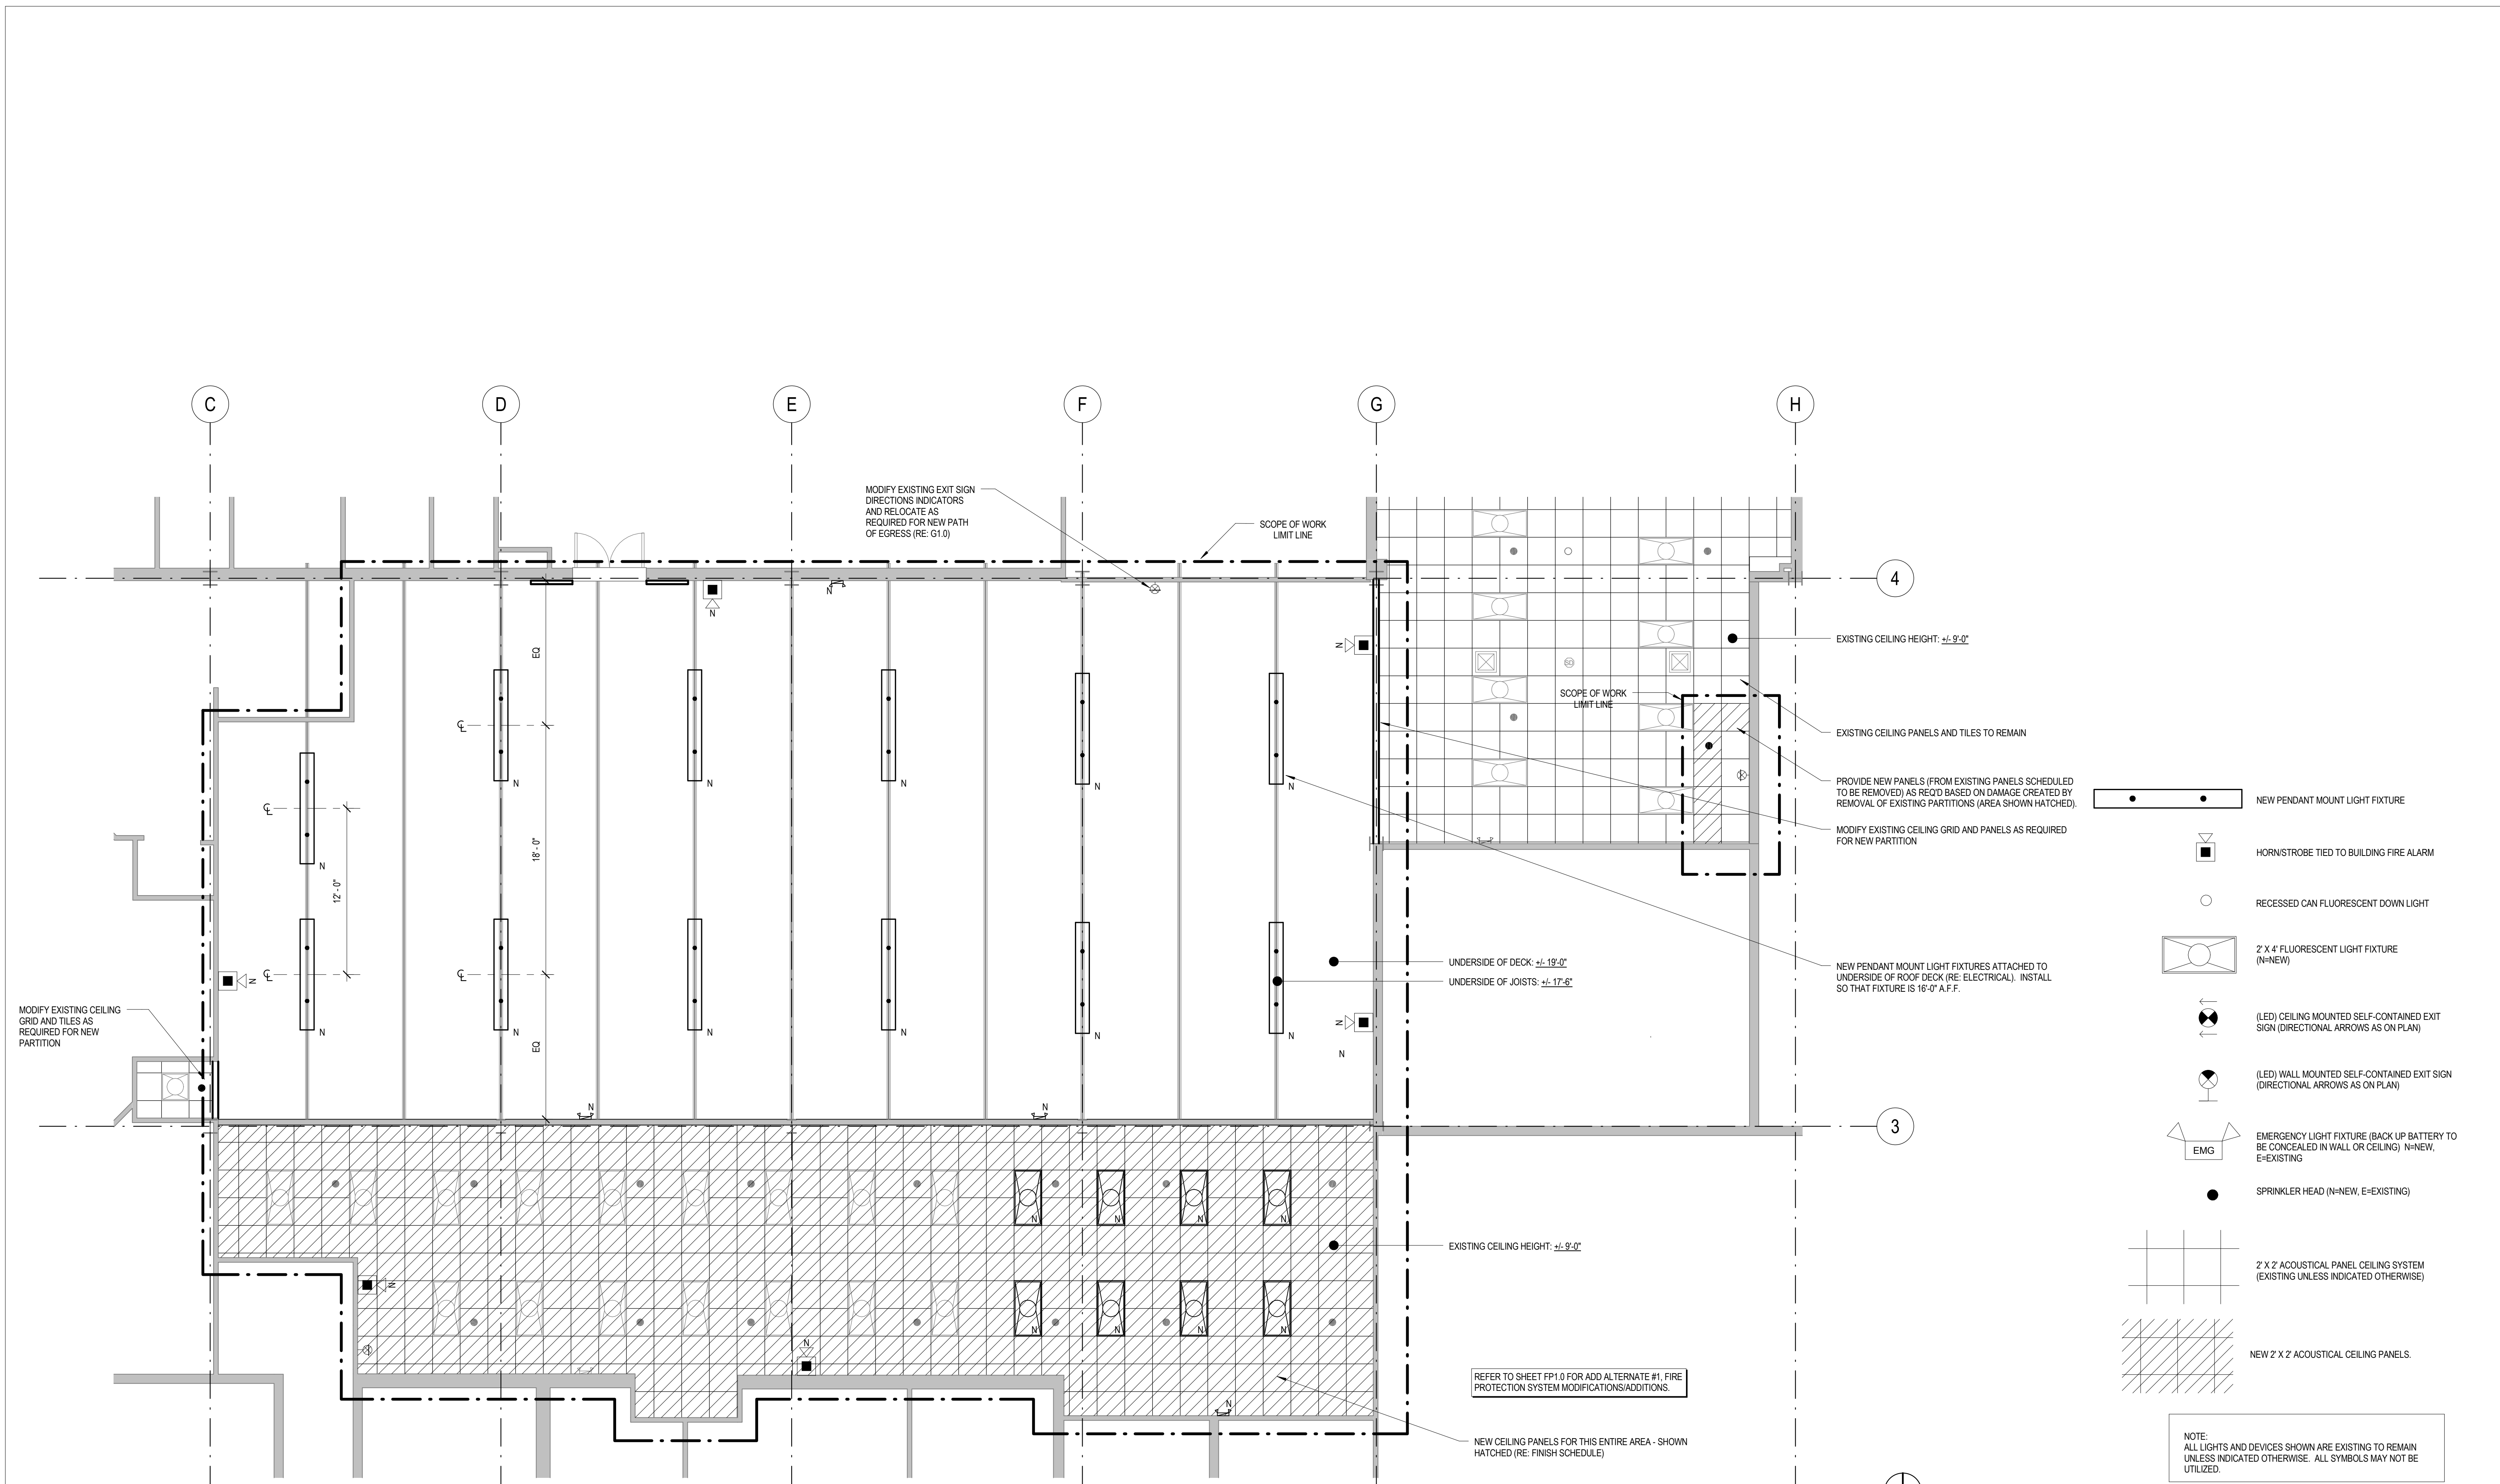 C
D
E
F
G
H
MODIFY EXISTING EXIT SIGN
DIRECTIONS INDICATORS
AND RELOCATE AS
REQUIRED FOR NEW PATH
OF EGRESS (RE: G1.0)
SCOPE OF WORK
LIMIT LINE
4
N
N
N
EQ
EXISTING CEILING HEIGHT: +/- 9'-0"
SD
SCOPE OF WORK
LIMIT LINE
EXISTING CEILING PANELS AND TILES TO REMAIN
N
N
N
N
N
PROVIDE NEW PANELS (FROM EXISTING PANELS SCHEDULED
TO BE REMOVED) AS REQ'D BASED ON DAMAGE CREATED BY
REMOVAL OF EXISTING PARTITIONS (AREA SHOWN HATCHED).
MODIFY EXISTING CEILING GRID AND PANELS AS REQUIRED
FOR NEW PARTITION
N
12' - 0"
18' - 0"
UNDERSIDE OF DECK: +/- 19'-0"
UNDERSIDE OF JOISTS: +/- 17'-6"
NEW PENDANT MOUNT LIGHT FIXTURES ATTACHED TO
UNDERSIDE OF ROOF DECK (RE: ELECTRICAL). INSTALL
SO THAT FIXTURE IS 16'-0" A.F.F.
N
MODIFY EXISTING CEILING
GRID AND TILES AS
REQUIRED FOR NEW
PARTITION
N
N
N
N
N
N
N
N
EQ
N
N
3
N
N
N
N
EXISTING CEILING HEIGHT: +/- 9'-0"
N
N
N
N
N
N
N
REFER TO SHEET FP1.0 FOR ADD ALTERNATE #1, FIRE
PROTECTION SYSTEM MODIFICATIONS/ADDITIONS.
NEW CEILING PANELS FOR THIS ENTIRE AREA - SHOWN
HATCHED (RE: FINISH SCHEDULE)
NEW PENDANT MOUNT LIGHT FIXTURE
HORN/STROBE TIED TO BUILDING FIRE ALARM
RECESSED CAN FLUORESCENT DOWN LIGHT
2' X 4' FLUORESCENT LIGHT FIXTURE
(N=NEW)
(LED) CEILING MOUNTED SELF-CONTAINED EXIT
SIGN (DIRECTIONAL ARROWS AS ON PLAN)
(LED) WALL MOUNTED SELF-CONTAINED EXIT SIGN
(DIRECTIONAL ARROWS AS ON PLAN)
EMG
EMERGENCY LIGHT FIXTURE (BACK UP BATTERY TO
BE CONCEALED IN WALL OR CEILING) N=NEW,
E=EXISTING
SPRINKLER HEAD (N=NEW, E=EXISTING)
2' X 2' ACOUSTICAL PANEL CEILING SYSTEM
(EXISTING UNLESS INDICATED OTHERWISE)
NEW 2' X 2' ACOUSTICAL CEILING PANELS.
NOTE:
ALL LIGHTS AND DEVICES SHOWN ARE EXISTING TO REMAIN
UNLESS INDICATED OTHERWISE. ALL SYMBOLS MAY NOT BE
UTILIZED.